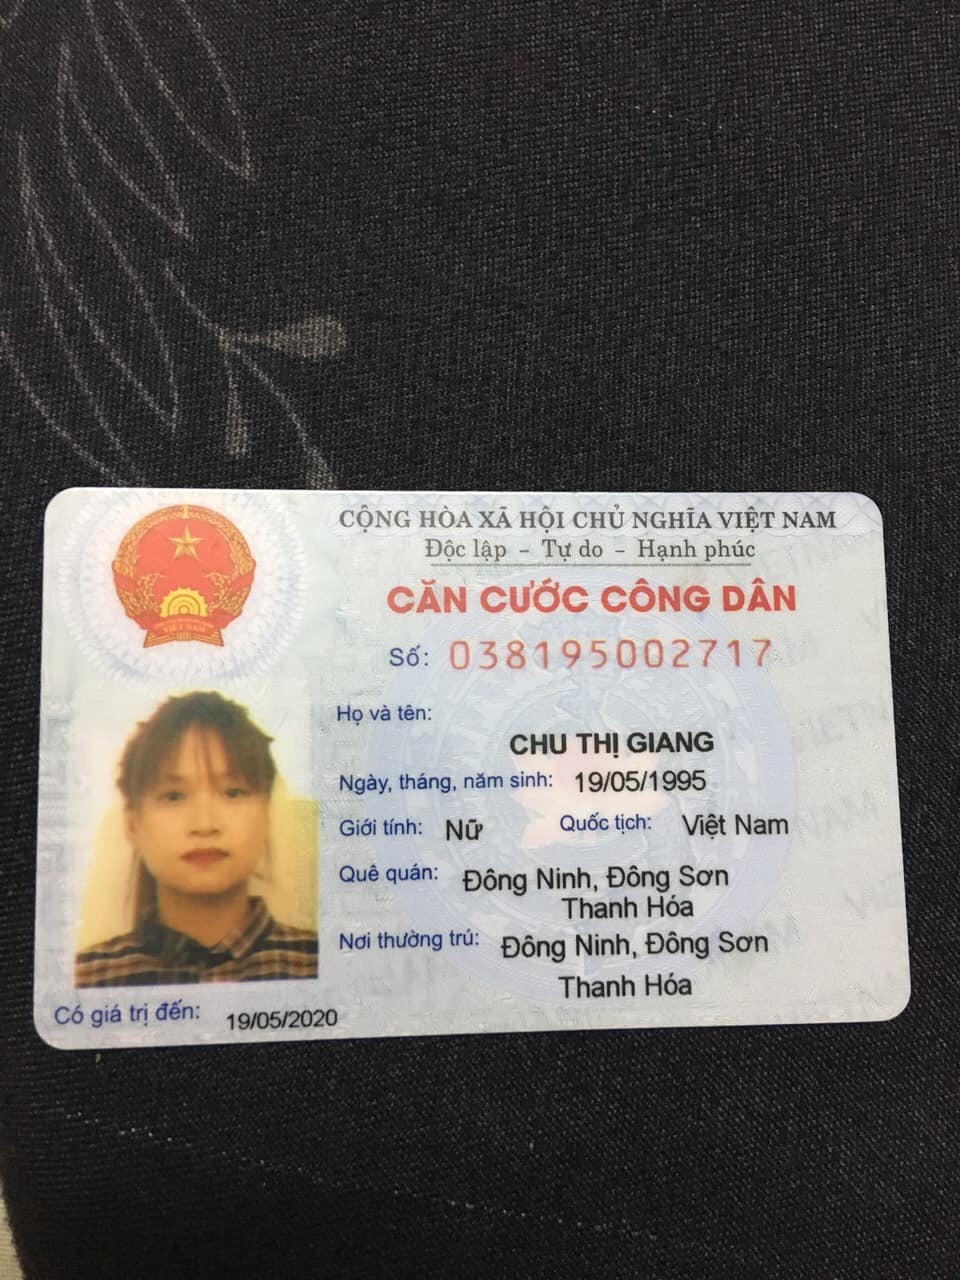 CỘNG HÒA XÃ HỘI CHỦ NGHĨA VIỆT NAM
Độc lập - Tự do - Hạnh phúc
CĂN CƯỚC CÔNG DÂN
Số: 038195002717
Họ và tên:
CHU THỊ GIANG
Ngày, tháng, năm sinh: 19/05/1995
Giới tính: Nữ Quốc tịch: Việt Nam
Quê quán: Đông Ninh, Đông Sơn
Thanh Hóa
Nơi thường trú: Đông Ninh, Đông Sơn
Thanh Hóa
Có giá trị đến: 19/05/2020